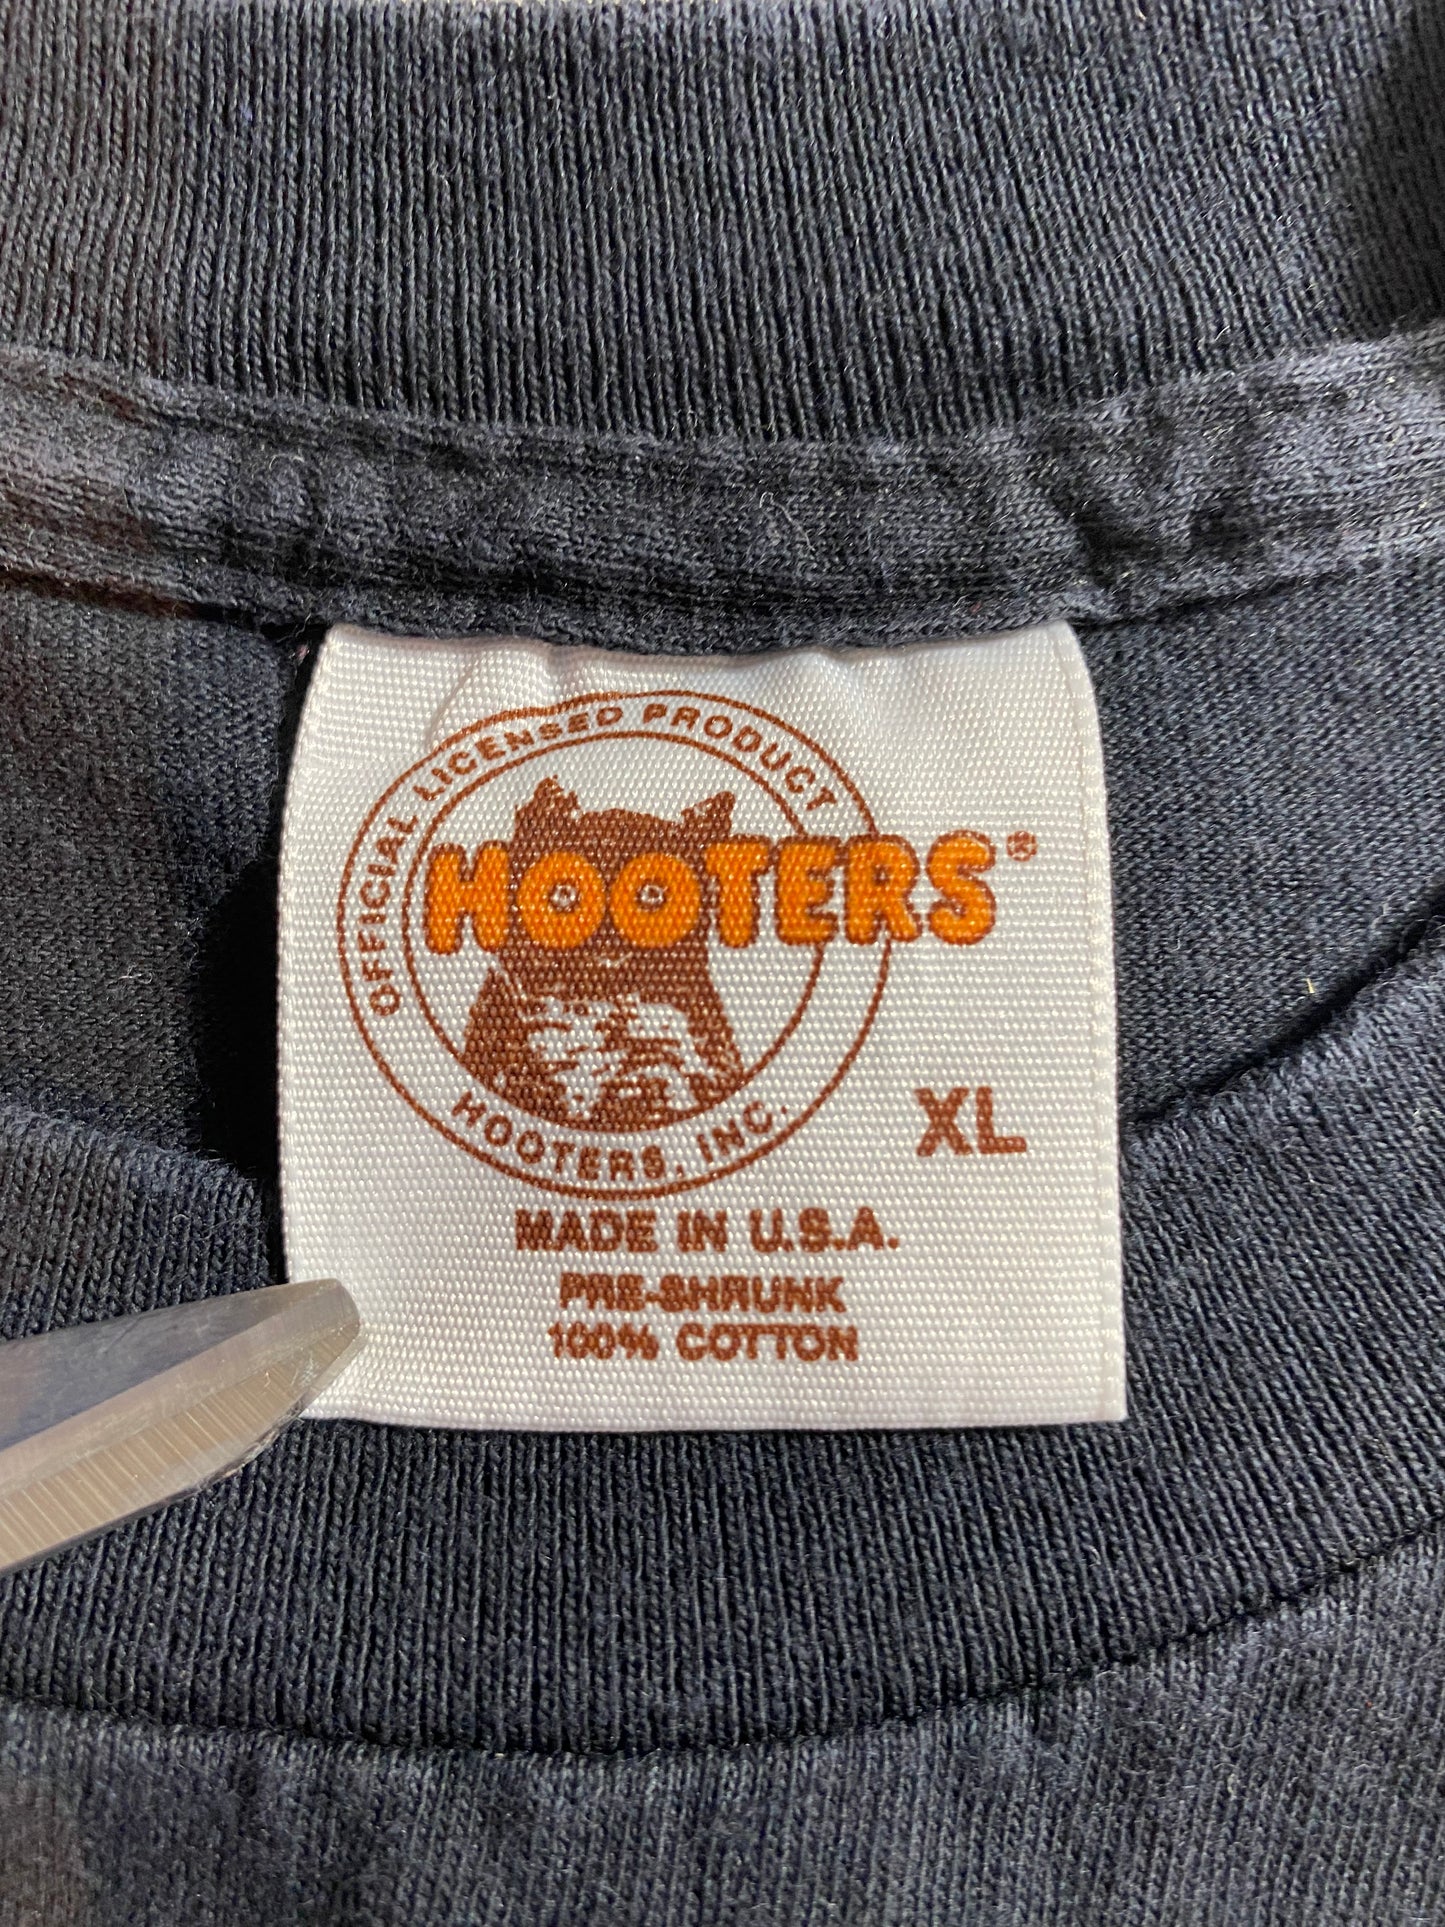 OFFICIAL LICENSED PRODUCT
HOOTERS®
HOOTERS, INC.
XL
MADE IN U.S.A.
PRE-SHRUNK
100% COTTON